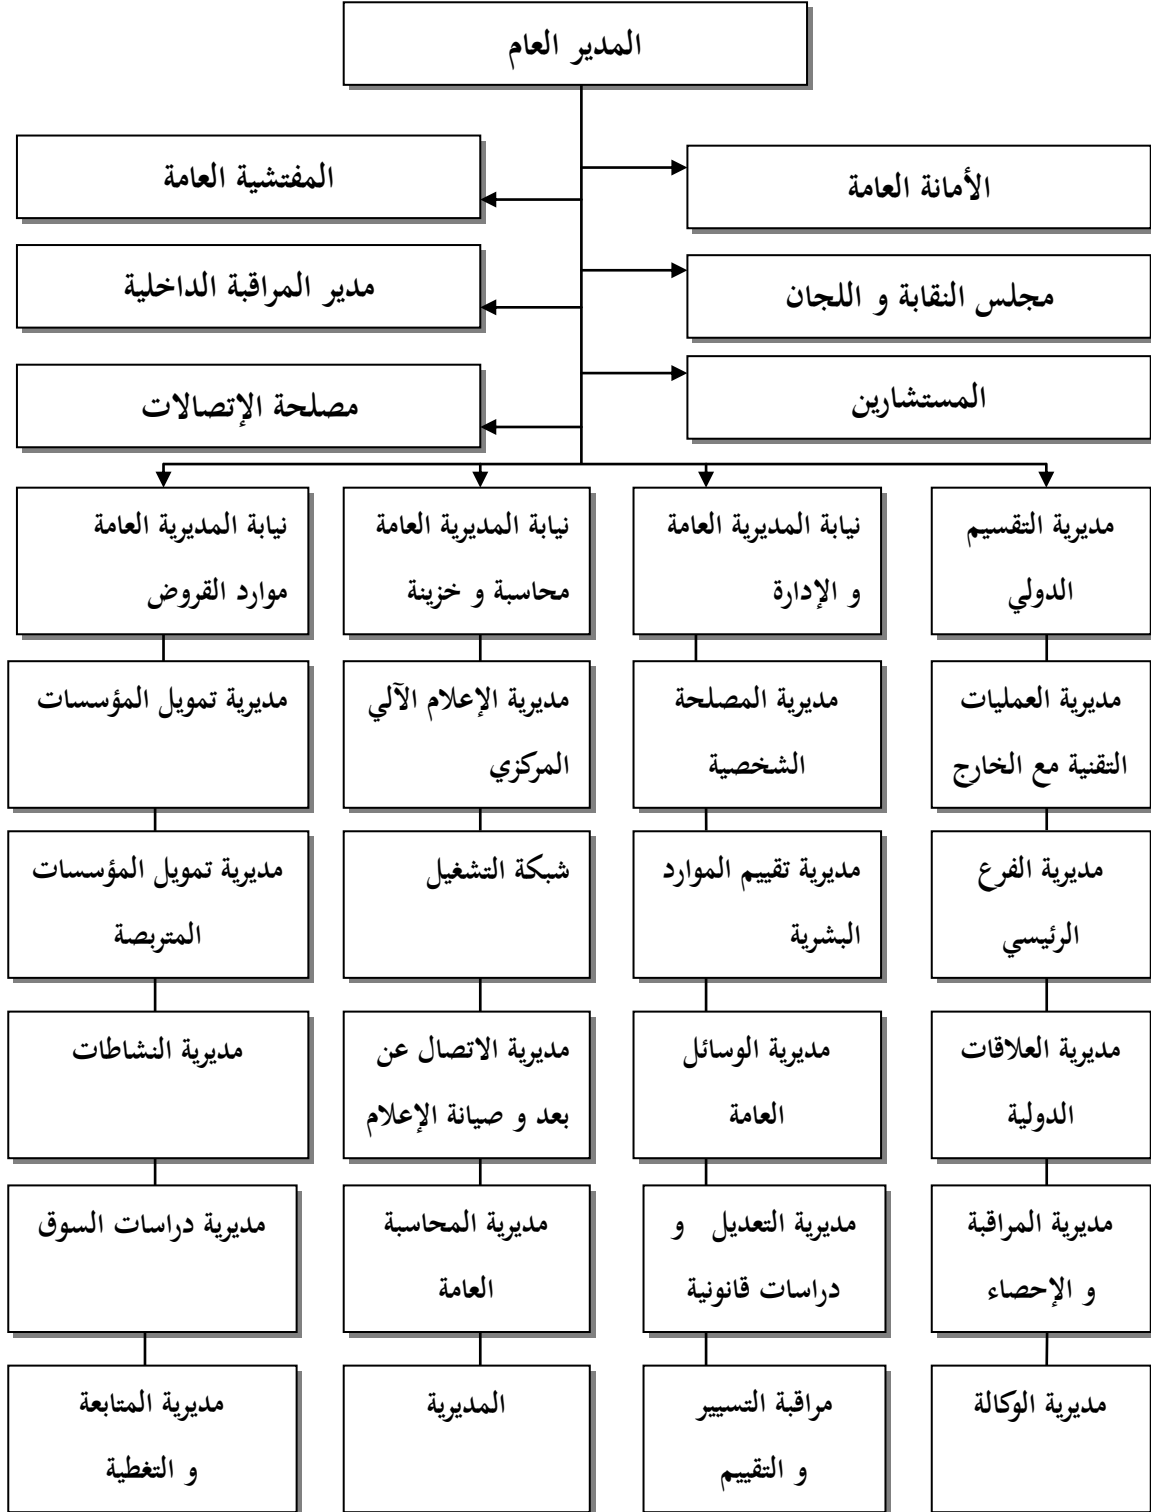 المدير العام
الأمانة العامة
المفتشية العامة
مجلس النقابة و اللجان
مدير المراقبة الداخلية
المستشارين
مصلحة الإتصالات
مديرية التقسيم
الدولي
نيابة المديرية العامة
و الإدارة
نيابة المديرية العامة
محاسبة و خزينة
نيابة المديرية العامة
موارد القروض
مديرية العمليات
التقنية مع الخارج
مديرية المصلحة
الشخصية
مديرية الإعلام الآلي
المركزي
مديرية تمويل المؤسسات
مديرية الفرع
الرئيسي
مديرية تقييم الموارد
البشرية
شبكة التشغيل
مديرية تمويل المؤسسات
المتربصة
مديرية العلاقات
الدولية
مديرية الوسائل
العامة
مديرية الاتصال عن
بعد و صيانة الإعلام
مديرية النشاطات
مديرية المراقبة
و الإحصاء
مديرية التعديل و
دراسات قانونية
مديرية المحاسبة
العامة
مديرية دراسات السوق
مديرية الوكالة
مراقبة التسيير
و التقييم
المديرية
مديرية المتابعة
و التغطية